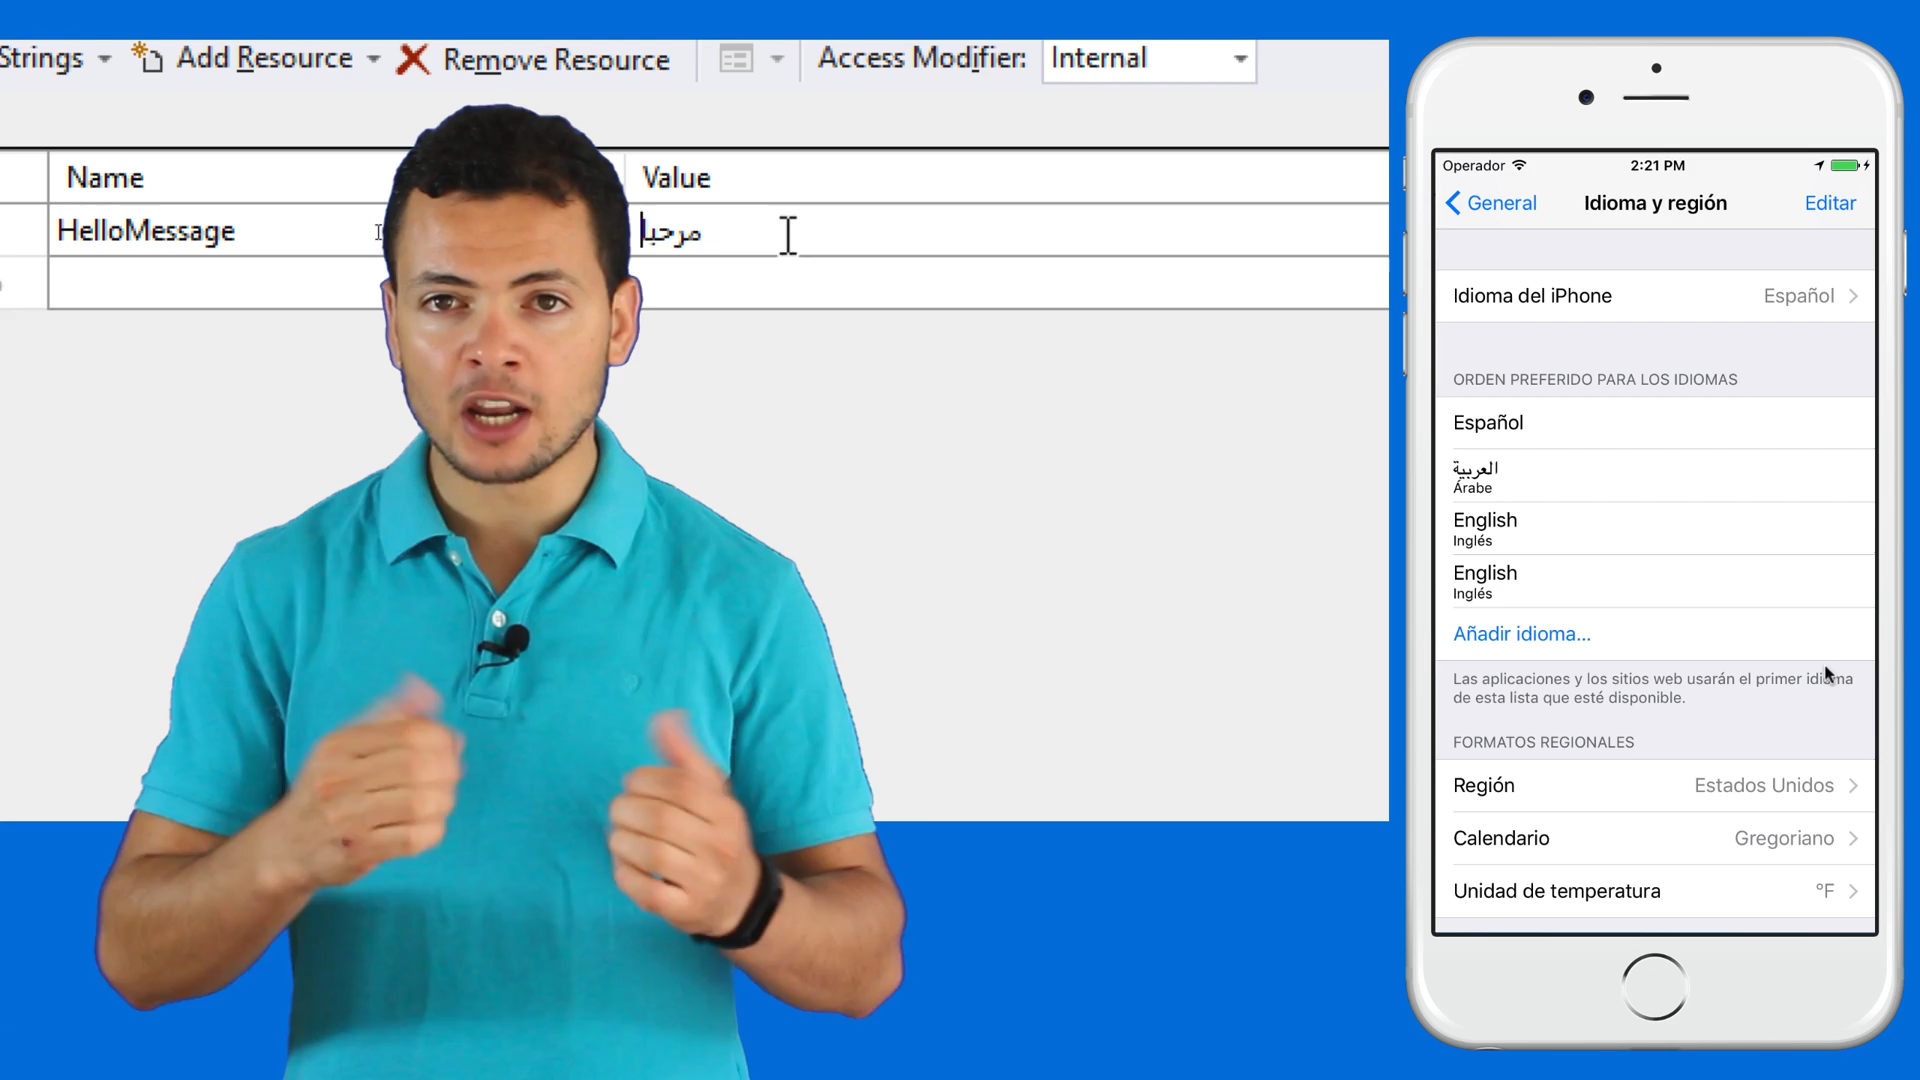 Strings Add Resource Remove Resource Access Modifier: Internal
Name Value
HelloMessage مرحبا
Operador 2:21 PM
General Idioma y región Editar
Idioma del iPhone Español
ORDEN PREFERIDO PARA LOS IDIOMAS
Español
العربية
Árabe
English
Inglés
English
Inglés
Añadir idioma...
Las aplicaciones y los sitios web usarán el primer idioma
de esta lista que esté disponible.
FORMATOS REGIONALES
Región Estados Unidos
Calendario Gregoriano
Unidad de temperatura °F